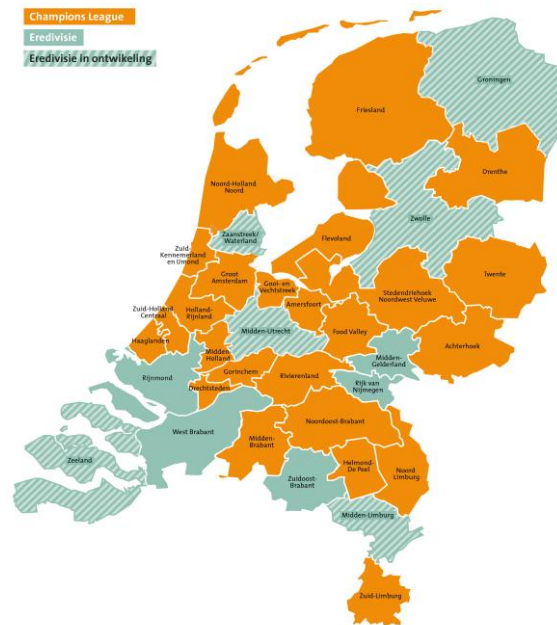 Champions League
Eredivisie
Eredivisie in ontwikeling
Groningen
Friesland
Drenthe
Noord-Holland
Noord
Zwolle
Zaanstreek/
Waterland
Flevoland
Zuid-
Kennemerland
en IJmond
Groot
Amsterdam
Gooi- en
Vechtstreek
Twente
Stedendriehoek
Noordwest Veluwe
Amersfoort
Zuid-Holland
Centraal
Holland-
Rijnland
Midden-Utrecht
Food Valley
Haaglanden
Achterhoek
Midden-
Holland
Midden-
Gelderland
Gorinchem
Rivierenland
Rijnmond
Drechtsteden
Rijk van
Nijmegen
Noordoost-Brabant
West Brabant
Midden-
Brabant
Zeeland
Helmond-
De Peel
Noord
Limburg
Zuidoost-
Brabant
Midden-Limburg
Zuid-Limburg